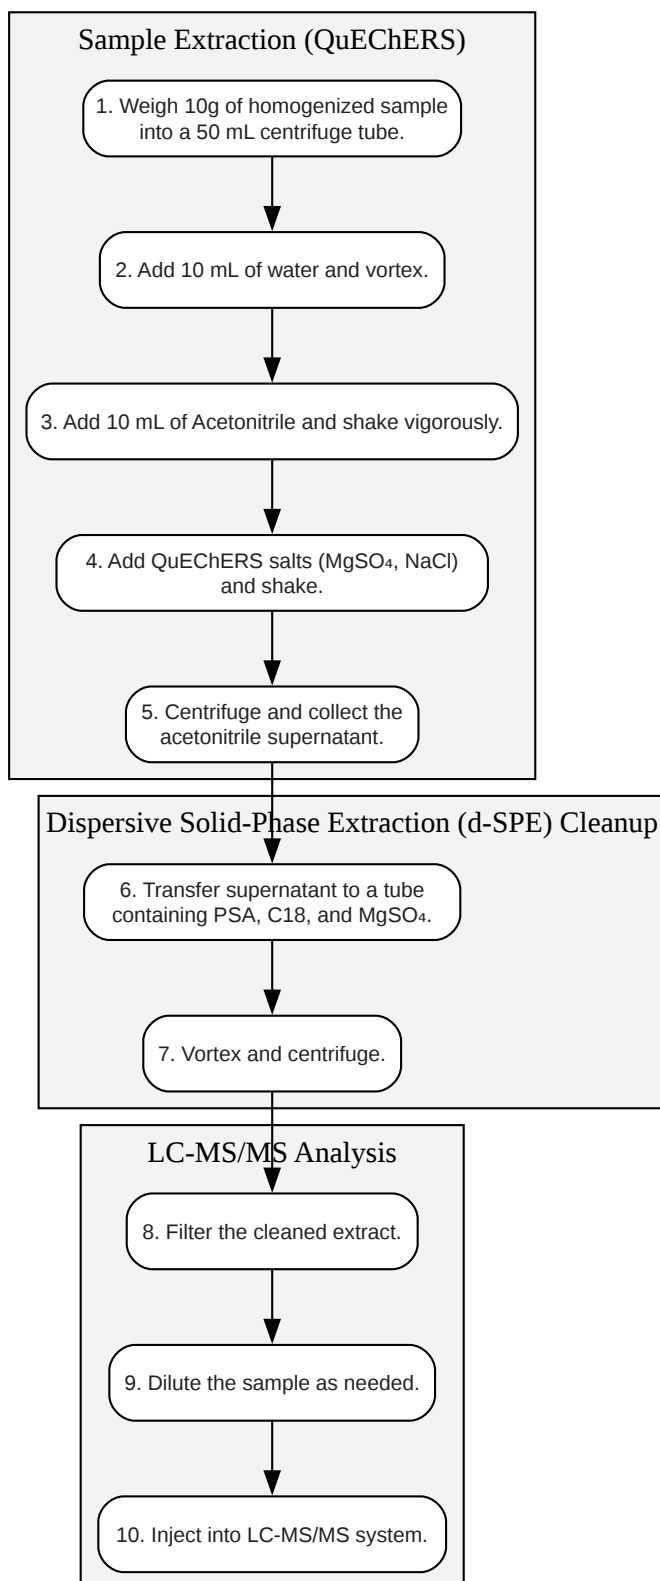 Sample Extraction (QuEChERS)
1. Weigh 10g of homogenized sample
into a 50 mL centrifuge tube.
2. Add 10 mL of water and vortex.
3. Add 10 mL of Acetonitrile and shake vigorously.
4. Add QuEChERS salts (MgSO₄, NaCl)
and shake.
5. Centrifuge and collect the
acetonitrile supernatant.
Dispersive Solid-Phase Extraction (d-SPE) Cleanup
6. Transfer supernatant to a tube
containing PSA, C18, and MgSO₄.
7. Vortex and centrifuge.
LC-MS/MS Analysis
8. Filter the cleaned extract.
9. Dilute the sample as needed.
10. Inject into LC-MS/MS system.